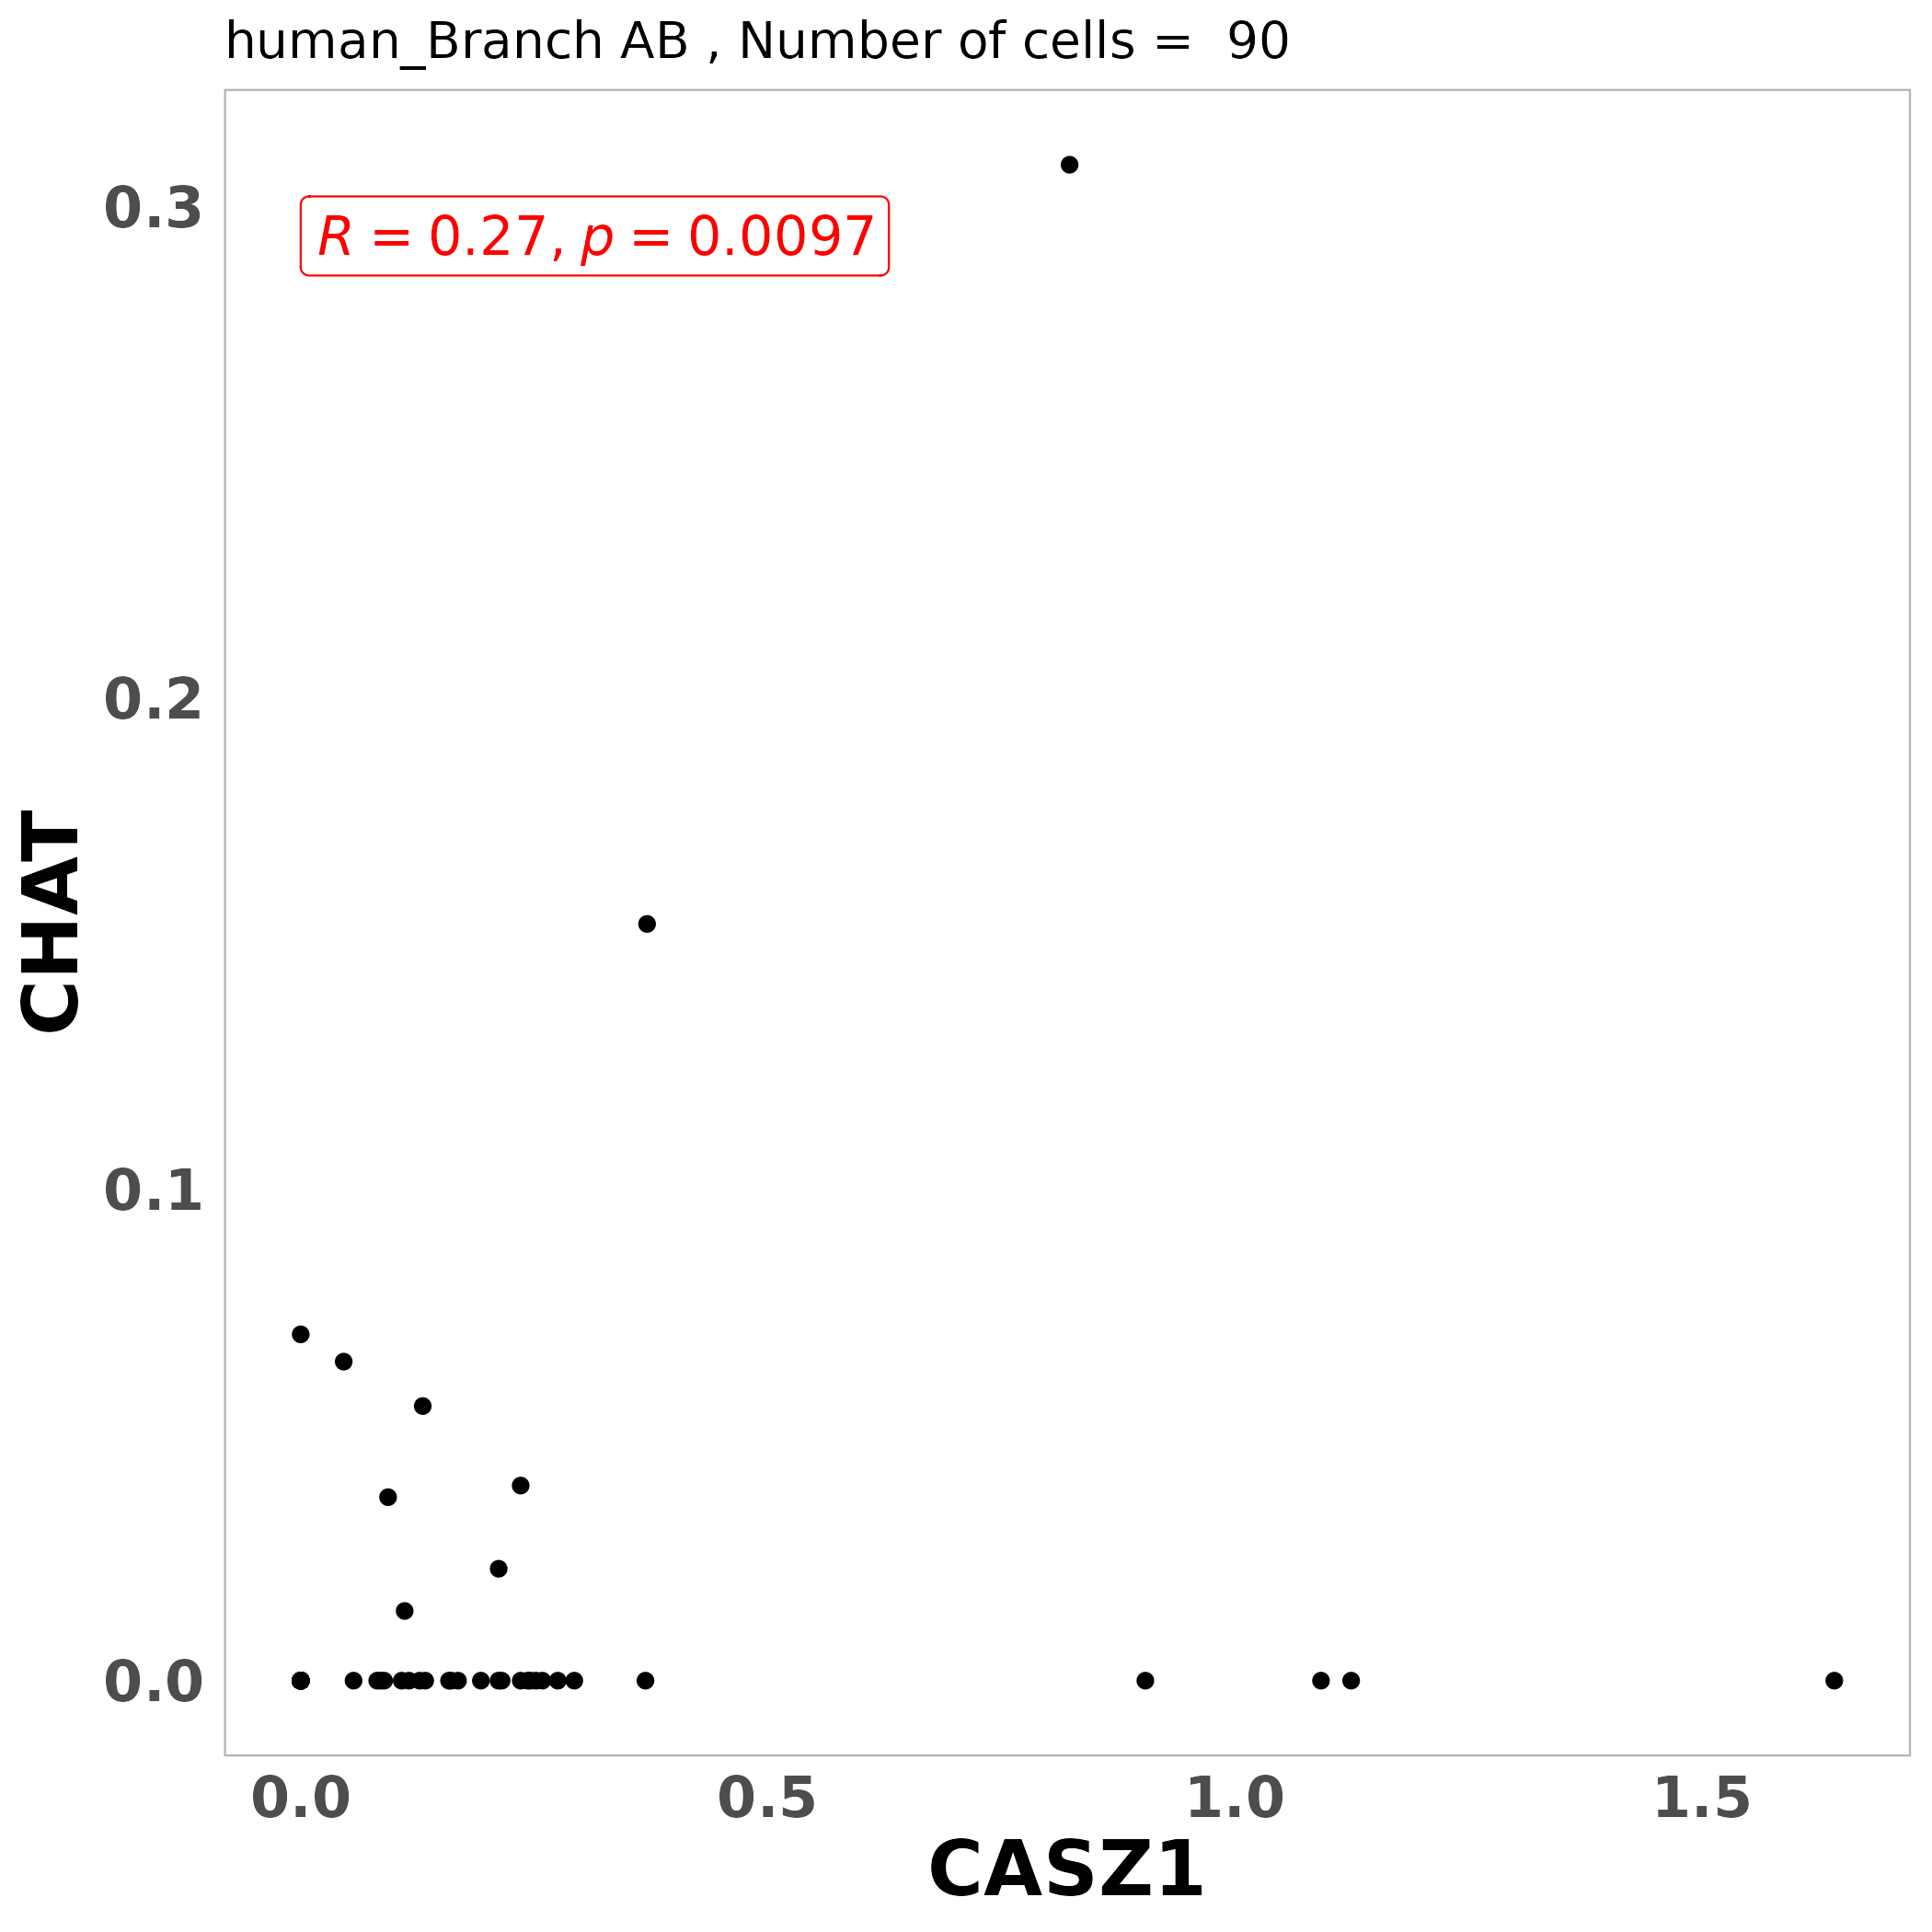 human_Branch AB , Number of cells =  90
R = 0.27, p = 0.0097
0.3
0.2
0.1
0.0
CHAT
0.0 0.5 1.0 1.5
CASZ1